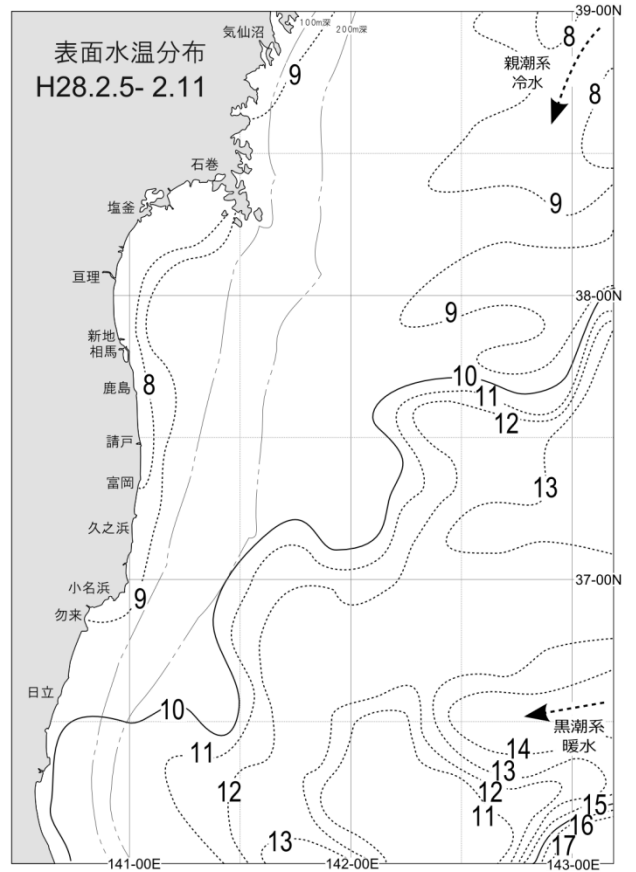 39-00N
100m深
200m深
気仙沼
表面水温分布
H28.2.5- 2.11
8
親潮系
冷水
9
8
石巻
塩釜
9
亘理
38-00N
9
新地
相馬
10
鹿島
8
11
12
請戸
富岡
13
久之浜
37-00N
小名浜
9
勿来
日立
10
黒潮系
暖水
11
14
13
12
12
11
15
16
13
17
141-00E
142-00E
143-00E